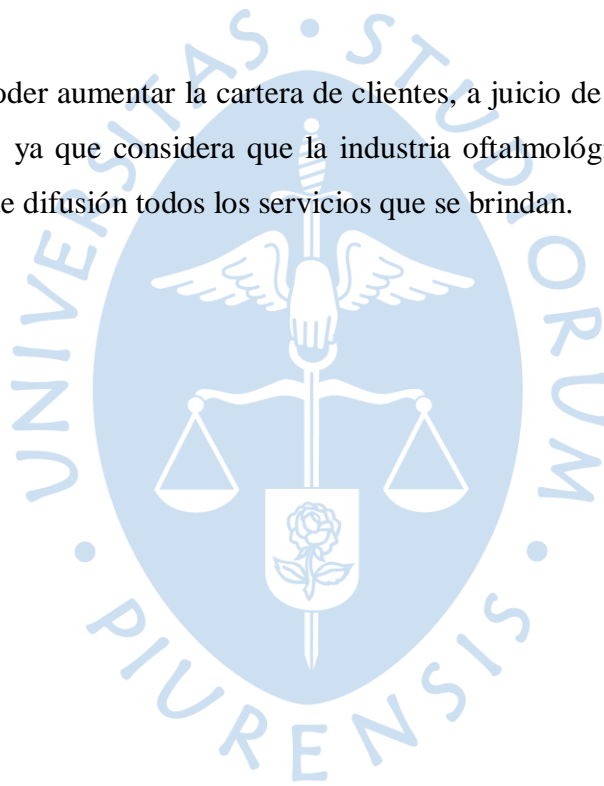 oder aumentar la cartera de clientes, a juicio de
ya que considera que la industria oftalmológi
e difusión todos los servicios que se brindan.
UNIVERSITAS • STUDIORUM • PIURENSIS •